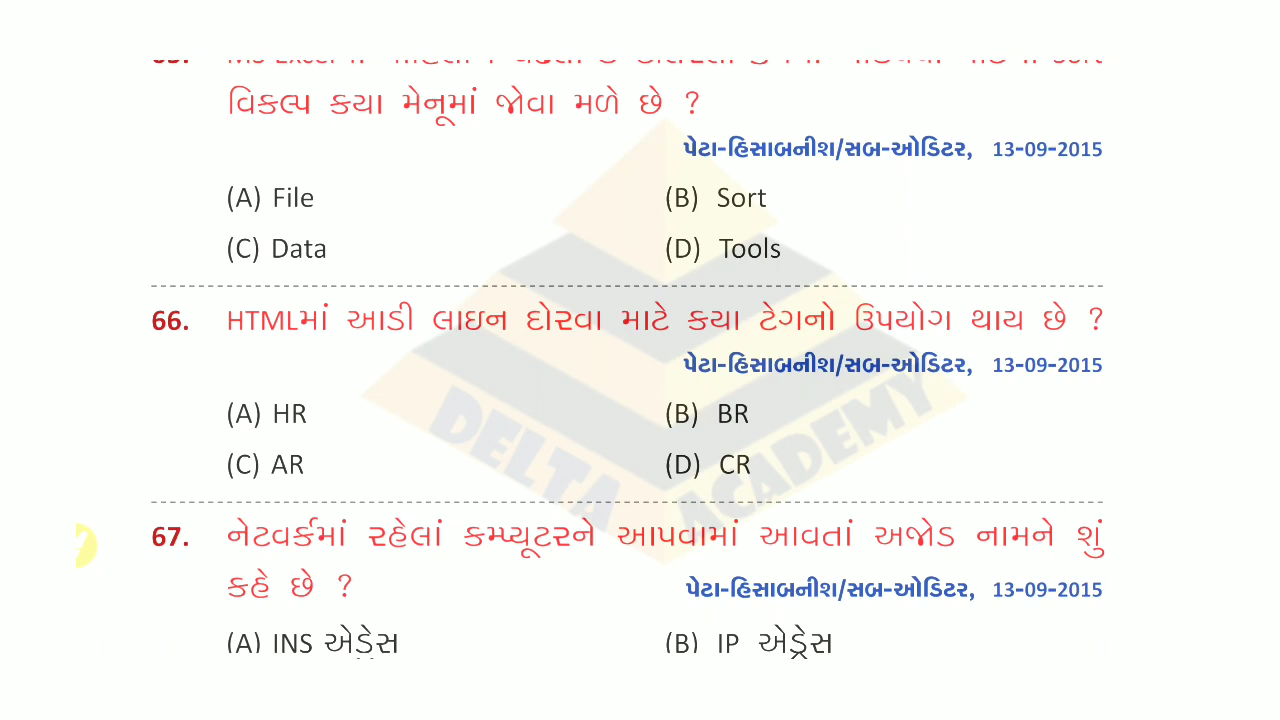 વિકલ્પ કયા મેનૂમાં જોવા મળે છે ?
પેટા-હિસાબનીશ/સબ-ઓડિટર, 13-09-2015
(A) File (B) Sort
(C) Data (D) Tools
66. HTMLમાં આડી લાઇન દોરવા માટે કયા ટેગનો ઉપયોગ થાય છે ?
પેટા-હિસાબનીશ/સબ-ઓડિટર, 13-09-2015
(A) HR (B) BR
(C) AR (D) CR
67. નેટવર્કમાં રહેલાં કમ્પ્યૂટરને આપવામાં આવતાં અજોડ નામને શું
કહે છે ? પેટા-હિસાબનીશ/સબ-ઓડિટર, 13-09-2015
(A) INS એડ્રેસ (B) IP એડ્રેસ
DELTA ACADEMY